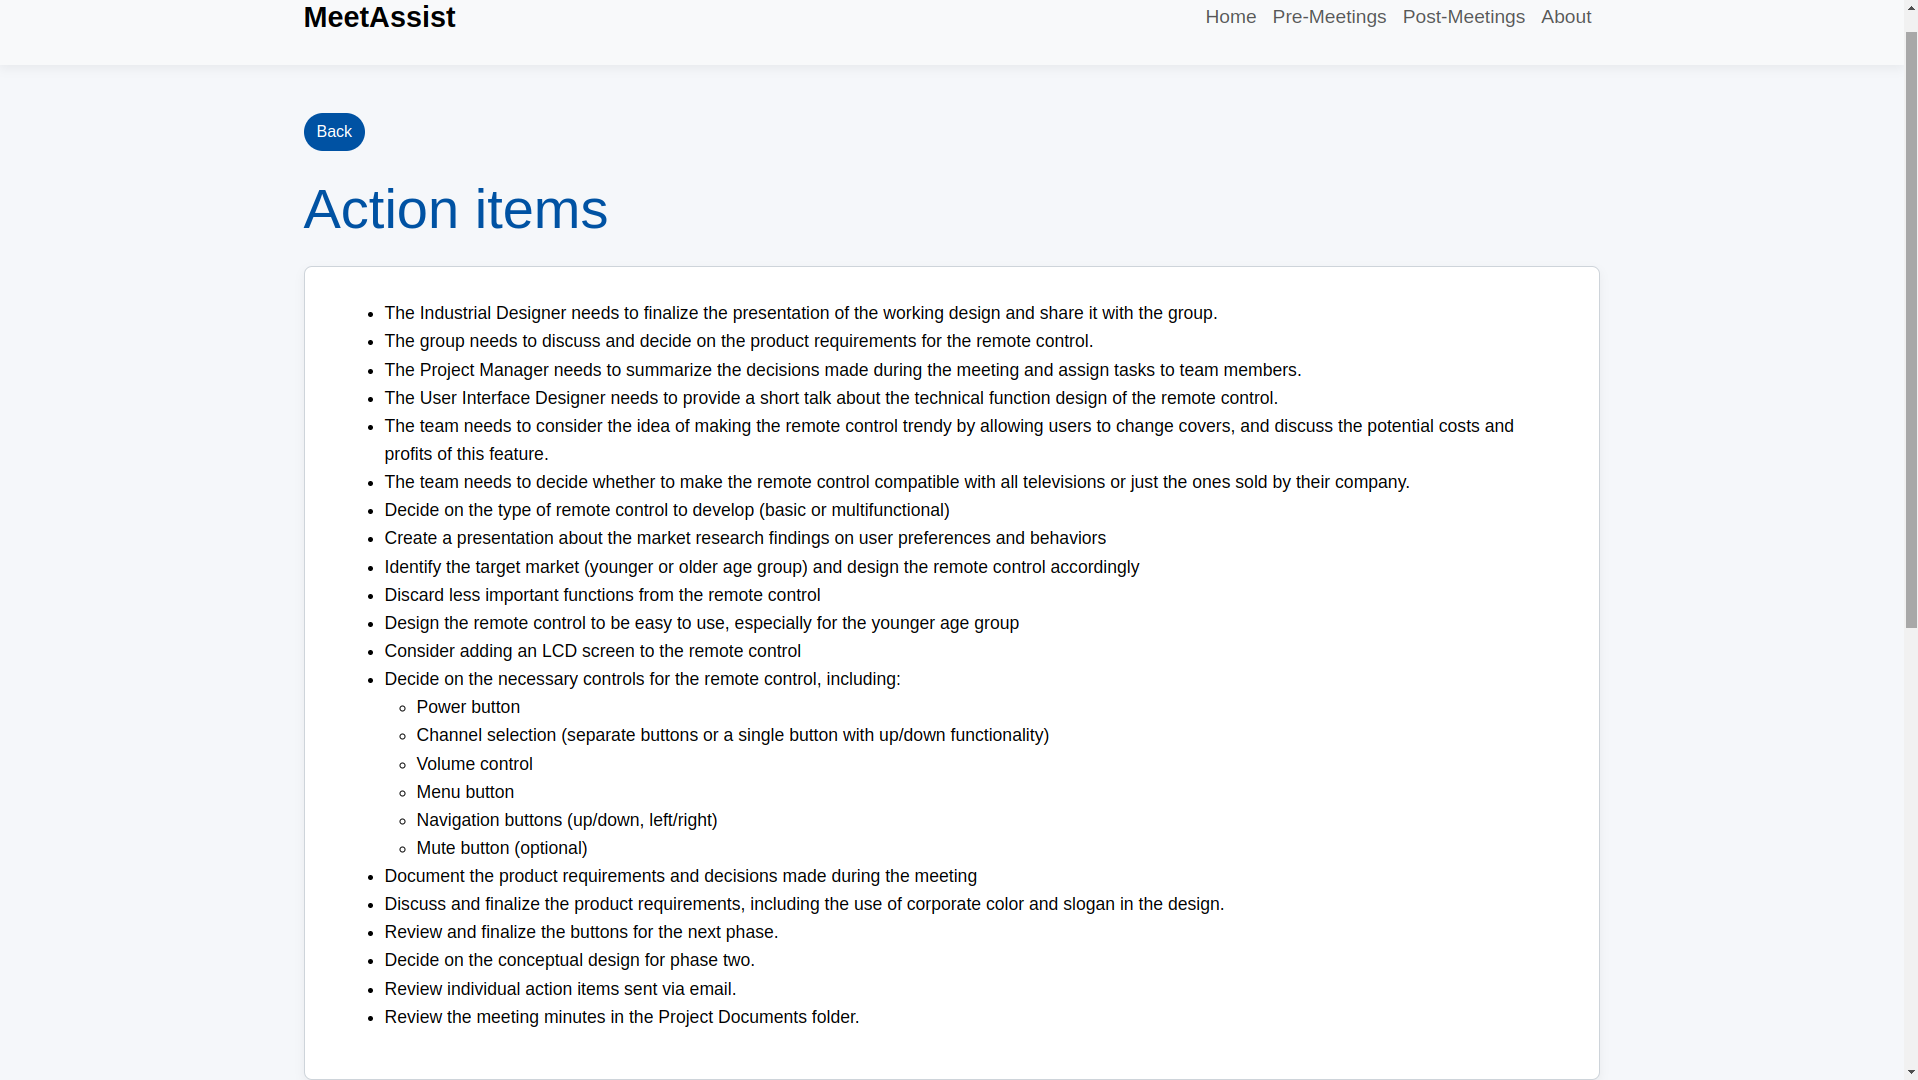 MeetAssist
Home Pre-Meetings Post-Meetings About
Back
Action items
The Industrial Designer needs to finalize the presentation of the working design and share it with the group.
The group needs to discuss and decide on the product requirements for the remote control.
The Project Manager needs to summarize the decisions made during the meeting and assign tasks to team members.
The User Interface Designer needs to provide a short talk about the technical function design of the remote control.
The team needs to consider the idea of making the remote control trendy by allowing users to change covers, and discuss the potential costs and
profits of this feature.
The team needs to decide whether to make the remote control compatible with all televisions or just the ones sold by their company.
Decide on the type of remote control to develop (basic or multifunctional)
Create a presentation about the market research findings on user preferences and behaviors
Identify the target market (younger or older age group) and design the remote control accordingly
Discard less important functions from the remote control
Design the remote control to be easy to use, especially for the younger age group
Consider adding an LCD screen to the remote control
Decide on the necessary controls for the remote control, including:
Power button
Channel selection (separate buttons or a single button with up/down functionality)
Volume control
Menu button
Navigation buttons (up/down, left/right)
Mute button (optional)
Document the product requirements and decisions made during the meeting
Discuss and finalize the product requirements, including the use of corporate color and slogan in the design.
Review and finalize the buttons for the next phase.
Decide on the conceptual design for phase two.
Review individual action items sent via email.
Review the meeting minutes in the Project Documents folder.